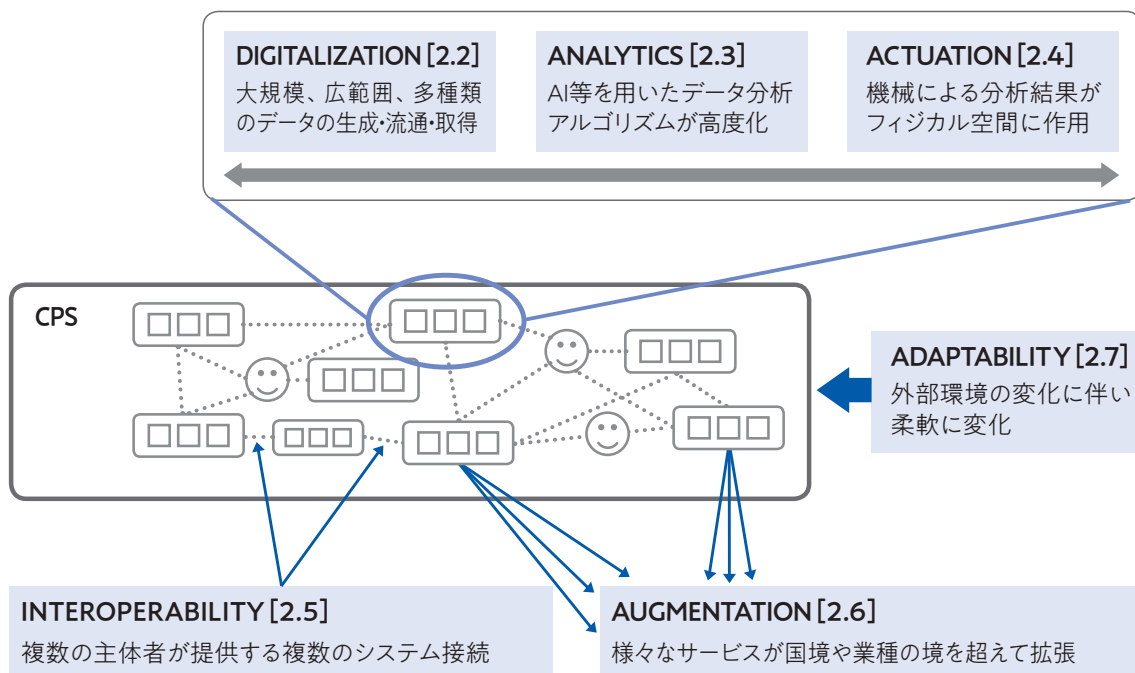 DIGITALIZATION [2.2]
大規模、広範囲、多種類
のデータの生成・流通・取得
ANALYTICS [2.3]
AI等を用いたデータ分析
アルゴリズムが高度化
ACTUATION [2.4]
機械による分析結果が
フィジカル空間に作用
CPS
ADAPTABILITY [2.7]
外部環境の変化に伴い
柔軟に変化
INTEROPERABILITY [2.5]
複数の主体者が提供する複数のシステム接続
AUGMENTATION [2.6]
様々なサービスが国境や業種の境を超えて拡張